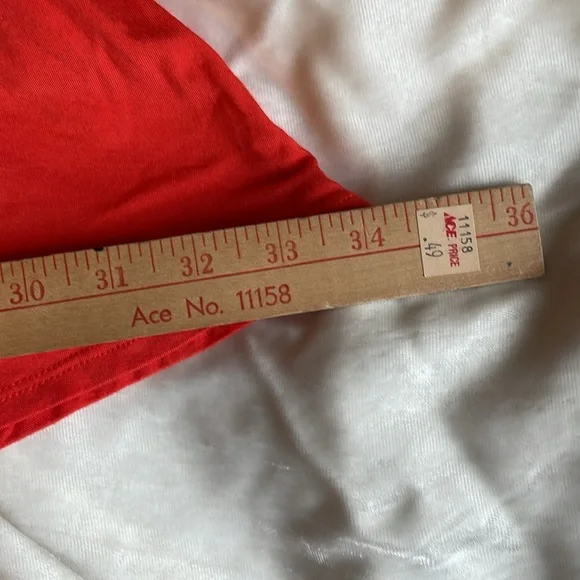 30 31 32 33 34 36
Ace No. 11158
11158
ACE PRICE
$ .49